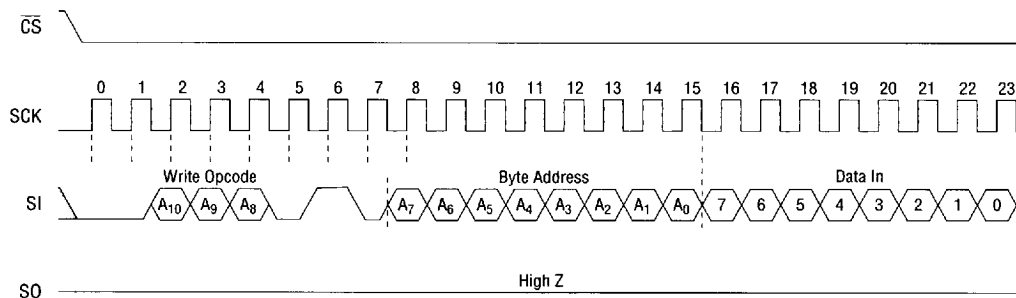 CS
0 1 2 3 4 5 6 7 8 9 10 11 12 13 14 15 16 17 18 19 20 21 22 23
SCK
Write Opcode Byte Address Data In
SI A10 A9 A8 A7 A6 A5 A4 A3 A2 A1 A0 7 6 5 4 3 2 1 0
High Z
SO